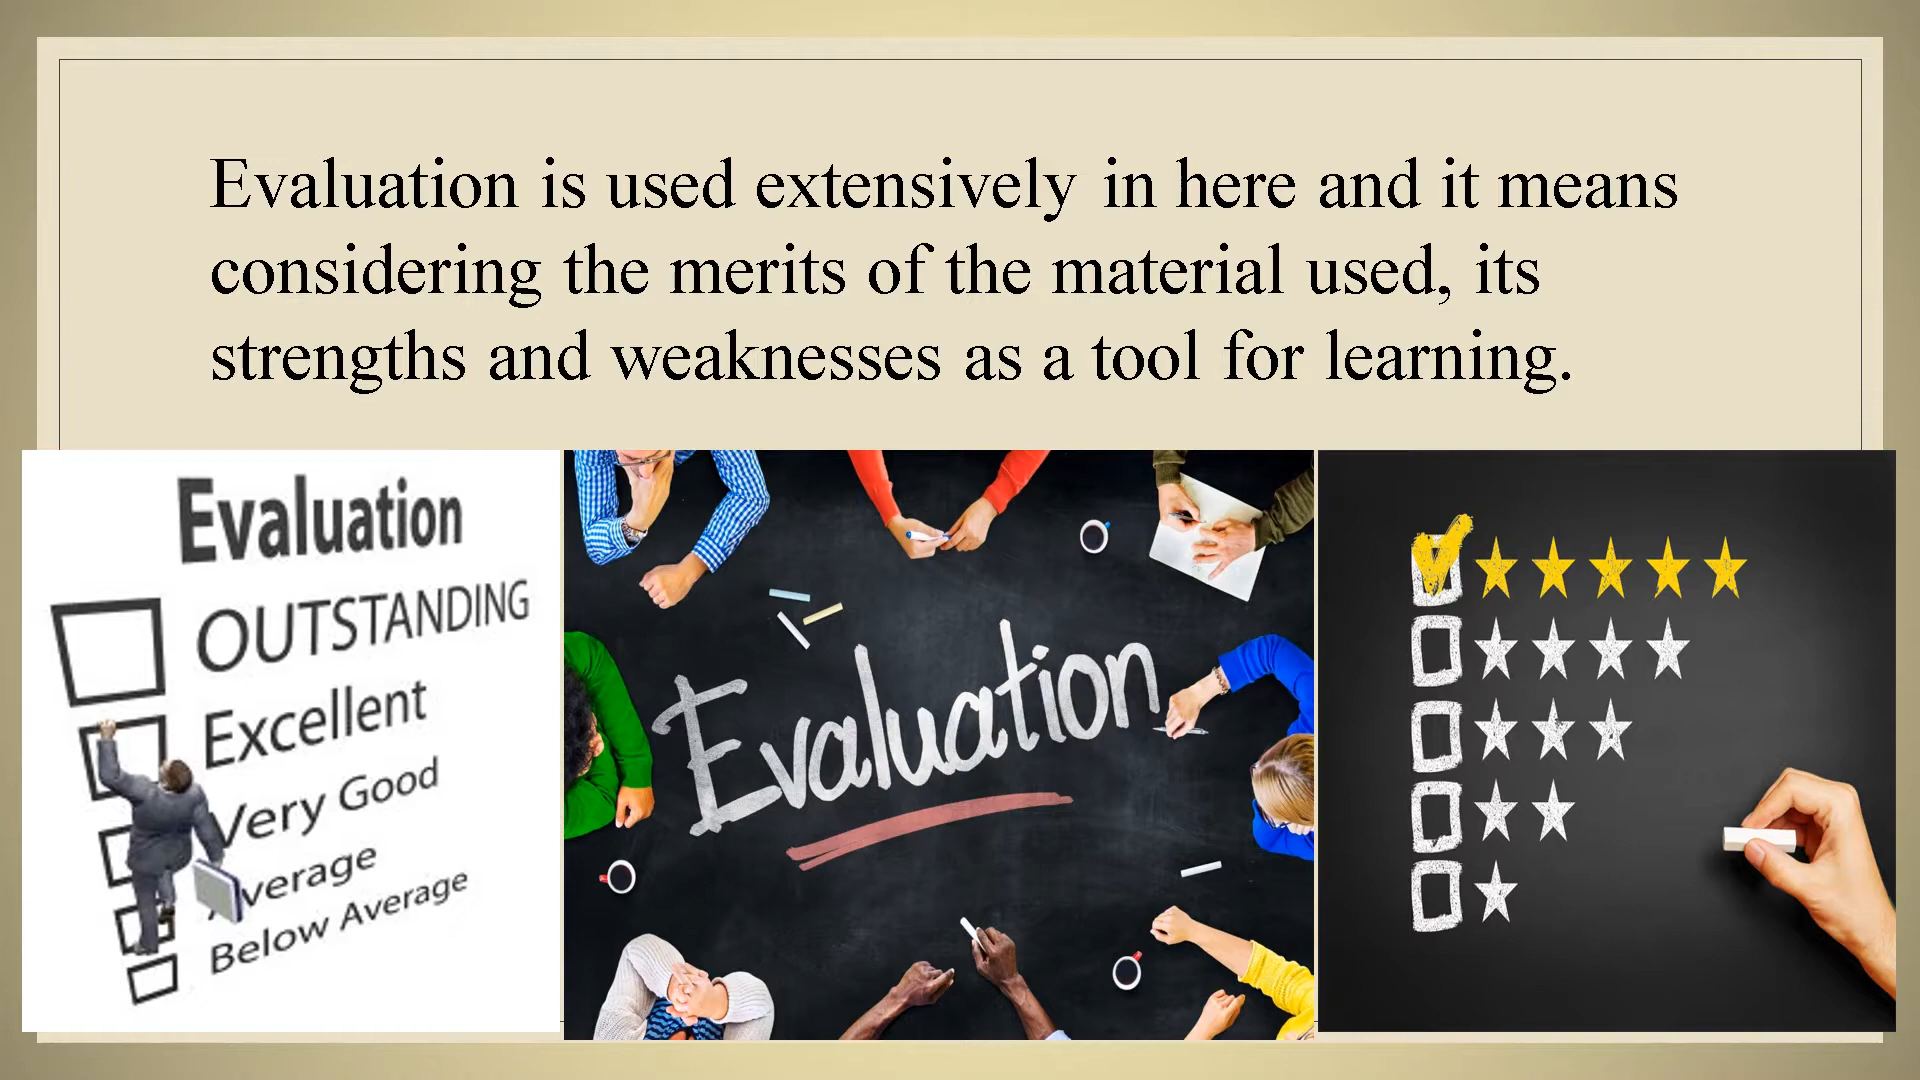 Evaluation is used extensively in here and it means
considering the merits of the material used, its
strengths and weaknesses as a tool for learning.
Evaluation
OUTSTANDING
Excellent
Very Good
Average
Below Average
Evaluation